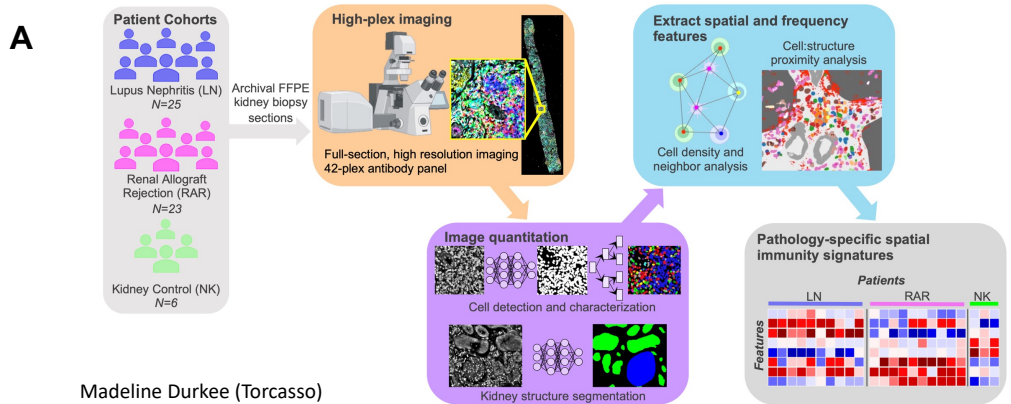 A
Patient Cohorts
Lupus Nephritis (LN)
N=25
Renal Allograft
Rejection (RAR)
N=23
Kidney Control (NK)
N=6
Archival FFPE
kidney biopsy
sections
High-plex imaging
Full-section, high resolution imaging
42-plex antibody panel
Image quantitation
Cell detection and characterization
Kidney structure segmentation
Extract spatial and frequency
features
Cell:structure
proximity analysis
Cell density and
neighbor analysis
Pathology-specific spatial
immunity signatures
Patients
LN RAR NK
Features
Madeline Durkee (Torcasso)